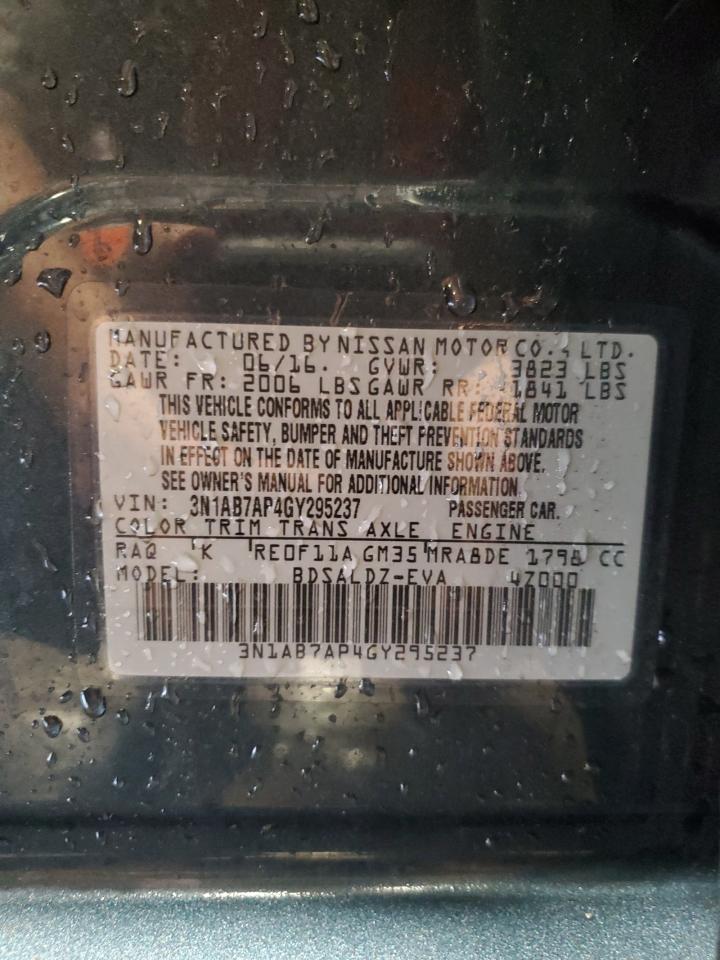 MANUFACTURED BY NISSAN MOTOR CO., LTD.
DATE: 06/16. GVWR: 3823 LBS
GAWR FR: 2006 LBS GAWR RR: 1841 LBS
THIS VEHICLE CONFORMS TO ALL APPLICABLE FEDERAL MOTOR
VEHICLE SAFETY, BUMPER AND THEFT PREVENTION STANDARDS
IN EFFECT ON THE DATE OF MANUFACTURE SHOWN ABOVE.
SEE OWNER'S MANUAL FOR ADDITIONAL INFORMATION
VIN: 3N1AB7AP4GY295237 PASSENGER CAR.
COLOR TRIM TRANS AXLE ENGINE
RAQ 'K 'RE0F11A GM35'MRA8DE 1798 CC
MODEL: BDSALDZ-EVA 4Z000
3N1AB7AP4GY295237